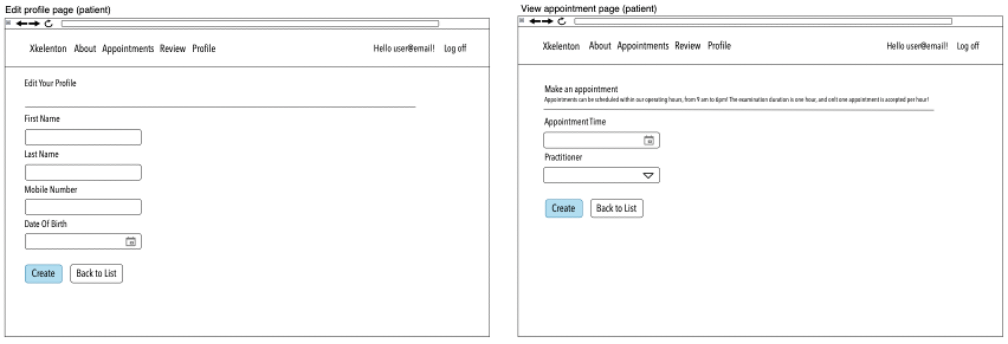 Edit profile page (patient)
Xkelenton About Appointments Review Profile Hello user@email! Log off
Edit Your Profile
First Name
Last Name
Mobile Number
Date Of Birth
Create Back to List
View appointment page (patient)
Xkelenton About Appointments Review Profile Hello user@email! Log off
Make an appointment
Appointments can be scheduled within our operating hours, from 9 am to 6pm! The examination duration is one hour, and one appointment is accepted per hour!
Appointment Time
Practitioner
Create Back to List